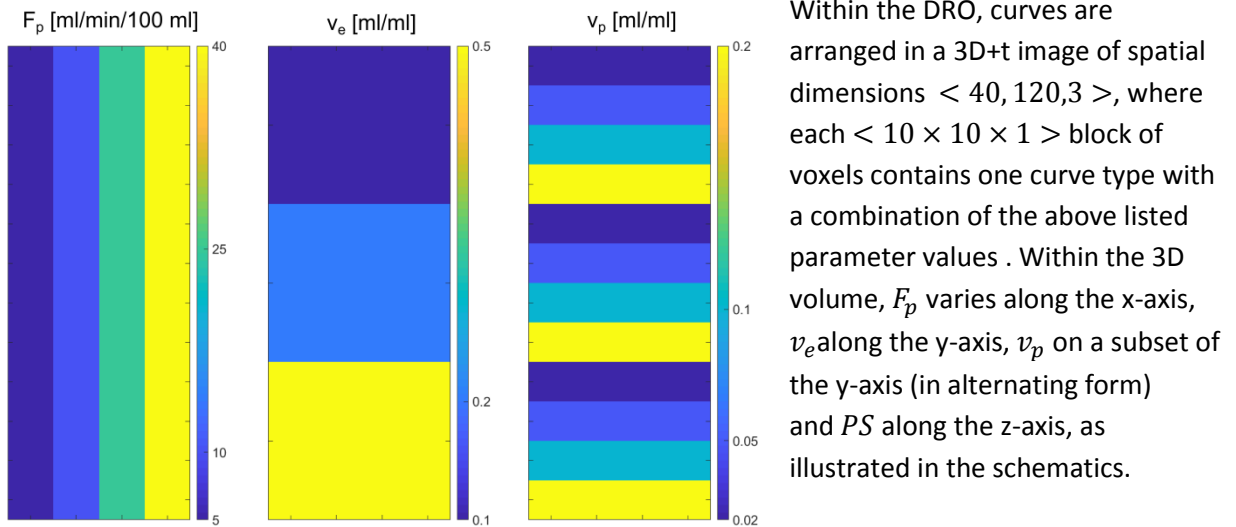 F_p [ml/min/100 ml]
40
25
10
5
v_e [ml/ml]
0.5
0.2
0.1
v_p [ml/ml]
0.2
0.1
0.05
0.02
Within the DRO, curves are
arranged in a 3D+t image of spatial
dimensions < 40, 120,3 >, where
each < 10 × 10 × 1 > block of
voxels contains one curve type with
a combination of the above listed
parameter values . Within the 3D
volume, F_p varies along the x-axis,
v_e along the y-axis, v_p on a subset of
the y-axis (in alternating form)
and PS along the z-axis, as
illustrated in the schematics.